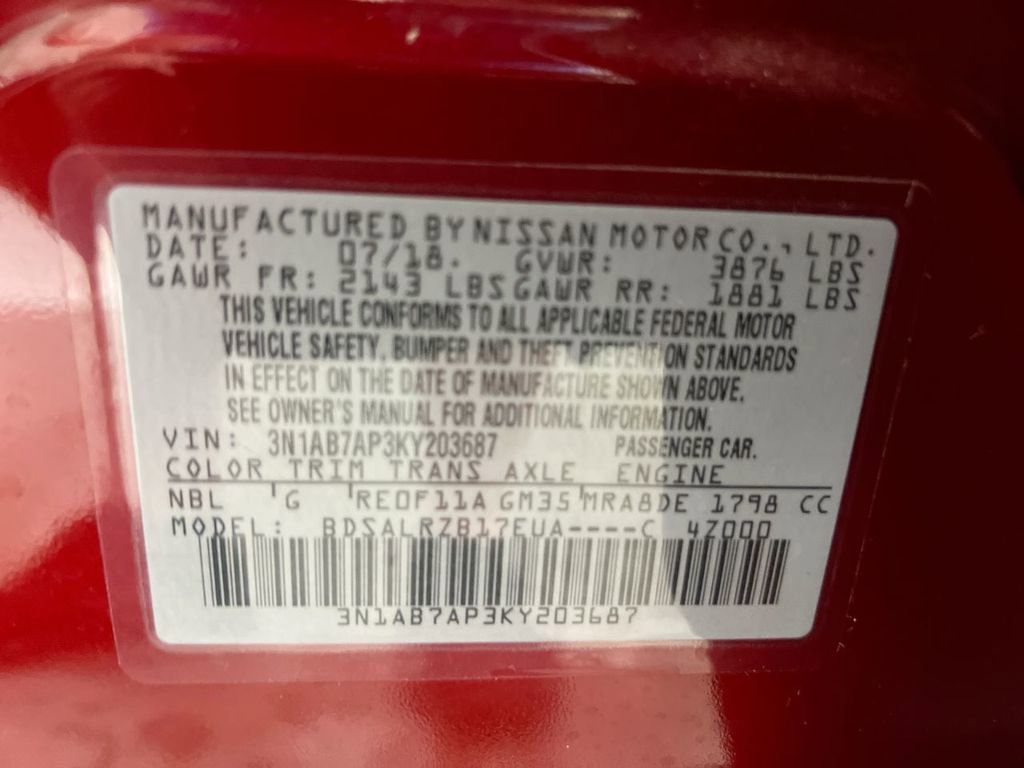 MANUFACTURED BY NISSAN MOTOR CO., LTD.
DATE: 07/18. GVWR: 3876 LBS
GAWR FR: 2143 LBS GAWR RR: 1881 LBS
THIS VEHICLE CONFORMS TO ALL APPLICABLE FEDERAL MOTOR
VEHICLE SAFETY, BUMPER AND THEFT PREVENTION STANDARDS
IN EFFECT ON THE DATE OF MANUFACTURE SHOWN ABOVE.
SEE OWNER'S MANUAL FOR ADDITIONAL INFORMATION.
VIN: 3N1AB7AP3KY203687 PASSENGER CAR.
COLOR TRIM TRANS AXLE ENGINE
NBL G RE0F11A GM35 MRA8DE 1798 CC
MODEL: BDSALRZB17EUA----C 4Z000
3N1AB7AP3KY203687